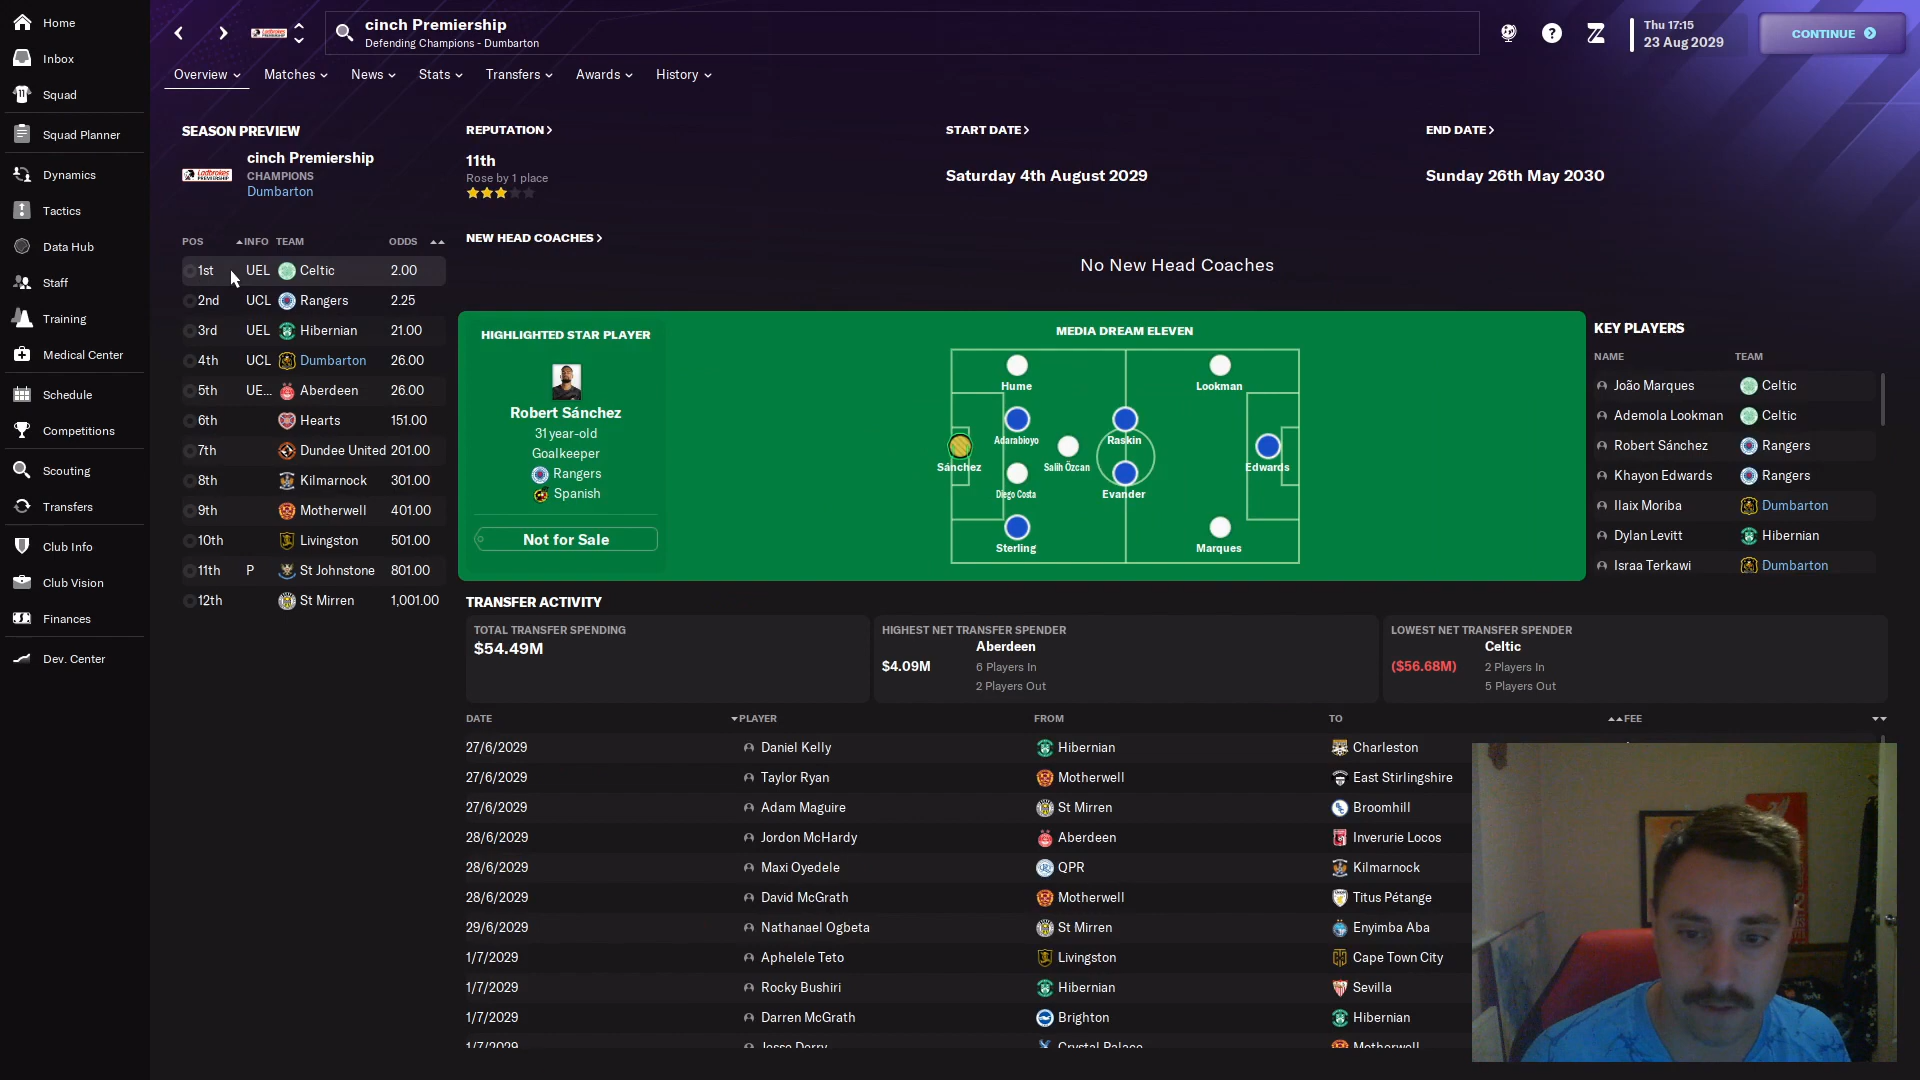 Home
Inbox
Squad
Squad Planner
Dynamics
Tactics
Data Hub
Staff
Training
Medical Center
Schedule
Competitions
Scouting
Transfers
Club Info
Club Vision
Finances
Dev. Center
cinch Premiership
Defending Champions - Dumbarton
Thu 17:15
23 Aug 2029
CONTINUE
Overview Matches News Stats Transfers Awards History
SEASON PREVIEW
cinch Premiership
CHAMPIONS
Dumbarton
REPUTATION
11th
Rose by 1 place
START DATE
Saturday 4th August 2029
END DATE
Sunday 26th May 2030
NEW HEAD COACHES
No New Head Coaches
POS INFO TEAM ODDS
1st UEL Celtic 2.00
2nd UCL Rangers 2.25
3rd UEL Hibernian 21.00
4th UCL Dumbarton 26.00
5th UE... Aberdeen 26.00
6th Hearts 151.00
7th Dundee United 201.00
8th Kilmarnock 301.00
9th Motherwell 401.00
10th Livingston 501.00
11th P St Johnstone 801.00
12th St Mirren 1,001.00
HIGHLIGHTED STAR PLAYER
Robert Sánchez
31 year-old
Goalkeeper
Rangers
Spanish
Not for Sale
MEDIA DREAM ELEVEN
Hume
Lookman
Adarabioyo
Raskin
Sánchez
Salih Özcan
Edwards
Diego Costa
Evander
Sterling
Marques
KEY PLAYERS
NAME TEAM
João Marques Celtic
Ademola Lookman Celtic
Robert Sánchez Rangers
Khayon Edwards Rangers
Ilaix Moriba Dumbarton
Dylan Levitt Hibernian
Israa Terkawi Dumbarton
TRANSFER ACTIVITY
TOTAL TRANSFER SPENDING
$54.49M
HIGHEST NET TRANSFER SPENDER
Aberdeen
$4.09M
6 Players In
2 Players Out
LOWEST NET TRANSFER SPENDER
Celtic
($56.68M)
2 Players In
5 Players Out
DATE PLAYER FROM TO FEE
27/6/2029 Daniel Kelly Hibernian Charleston
27/6/2029 Taylor Ryan Motherwell East Stirlingshire
27/6/2029 Adam Maguire St Mirren Broomhill
28/6/2029 Jordon McHardy Aberdeen Inverurie Locos
28/6/2029 Maxi Oyedele QPR Kilmarnock
28/6/2029 David McGrath Motherwell Titus Pétange
29/6/2029 Nathanael Ogbeta St Mirren Enyimba Aba
1/7/2029 Aphelele Teto Livingston Cape Town City
1/7/2029 Rocky Bushiri Hibernian Sevilla
1/7/2029 Darren McGrath Brighton Hibernian
1/7/2029 Jesse Derry Crystal Palace Motherwell